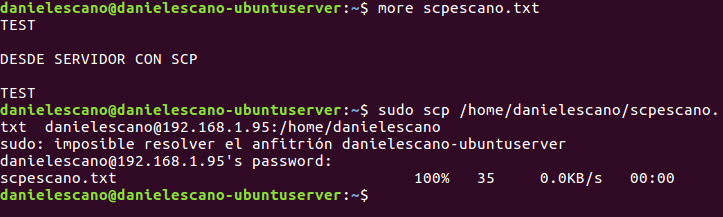 danielescano@danielescano-ubuntuserver:~$ more scpescano.txt
TEST
DESDE SERVIDOR CON SCP
TEST
danielescano@danielescano-ubuntuserver:~$ sudo scp /home/danielescano/scpescano.
txt  danielescano@192.168.1.95:/home/danielescano
sudo: imposible resolver el anfitrión danielescano-ubuntuserver
danielescano@192.168.1.95's password:
scpescano.txt                                 100%   35     0.0KB/s   00:00
danielescano@danielescano-ubuntuserver:~$